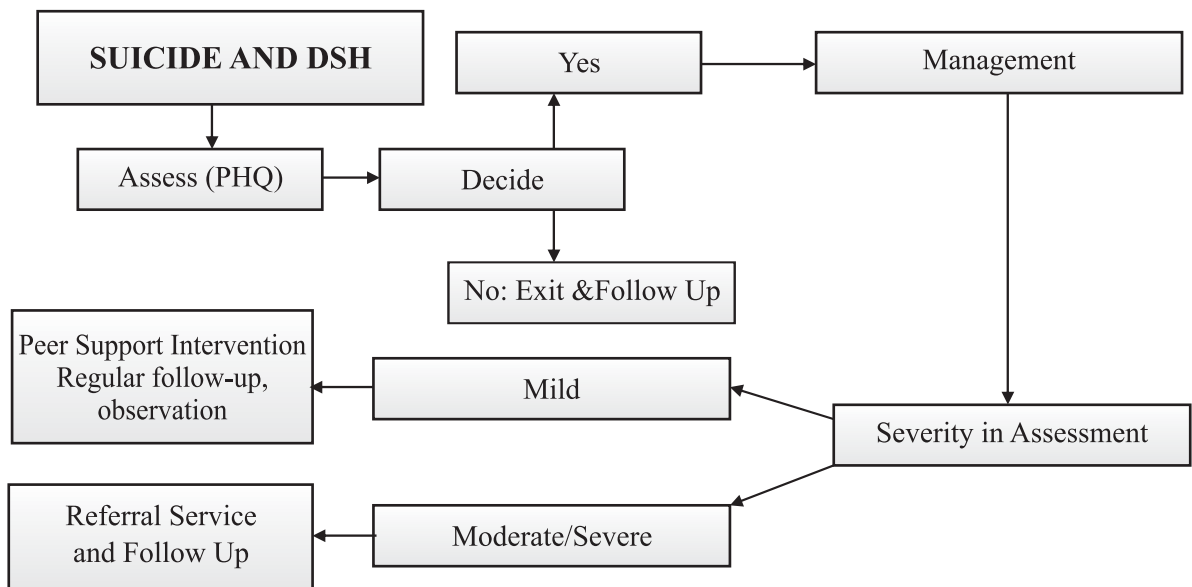 SUICIDE AND DSH
Yes
Management
Assess (PHQ)
Decide
No: Exit &Follow Up
Peer Support Intervention
Regular follow-up,
observation
Mild
Severity in Assessment
Referral Service
and Follow Up
Moderate/Severe